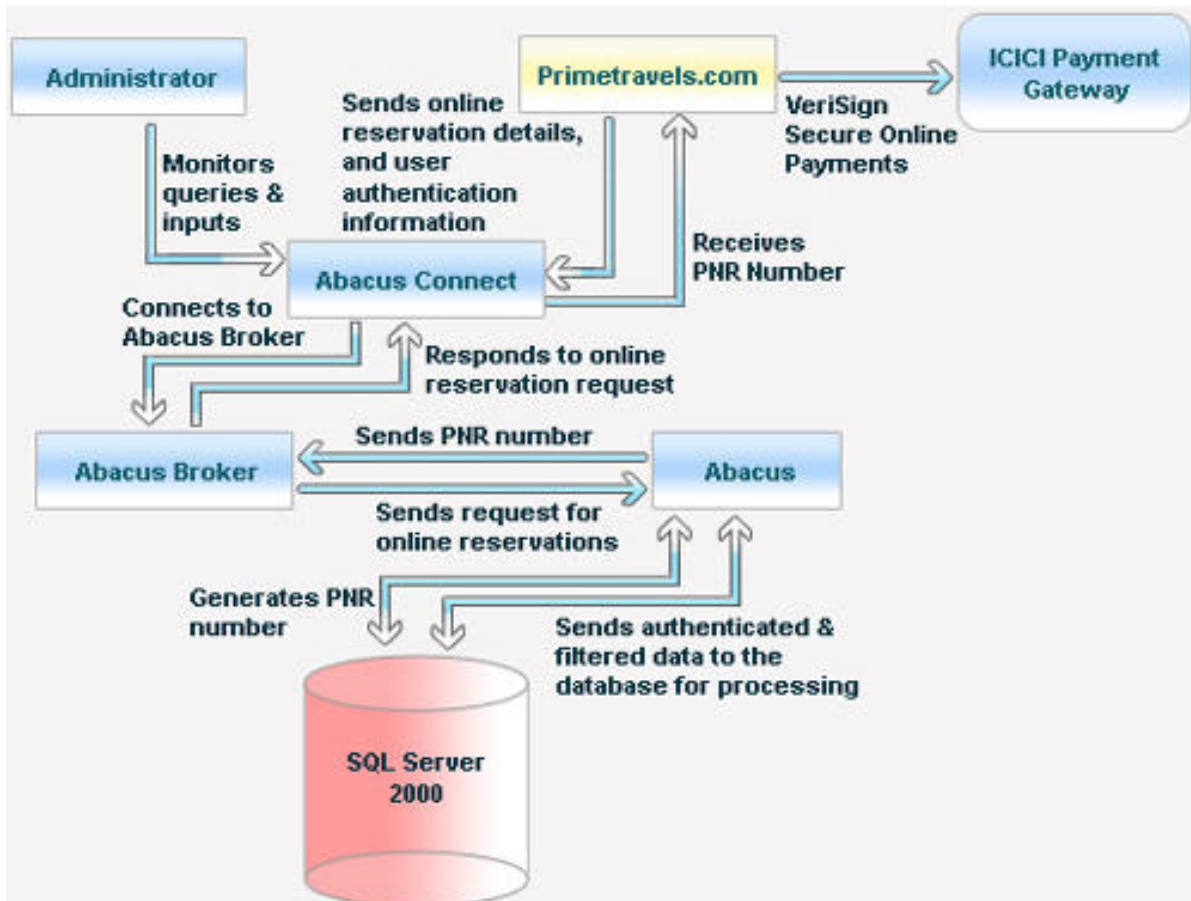 Administrator
Primetravels.com
ICICI Payment
Gateway
Sends online
reservation details,
and user
authentication
information
VeriSign
Secure Online
Payments
Monitors
queries &
inputs
Receives
PNR Number
Abacus Connect
Connects to
Abacus Broker
Responds to online
reservation request
Sends PNR number
Abacus Broker
Abacus
Sends request for
online reservations
Generates PNR
number
Sends authenticated &
filtered data to the
database for processing
SQL Server
2000